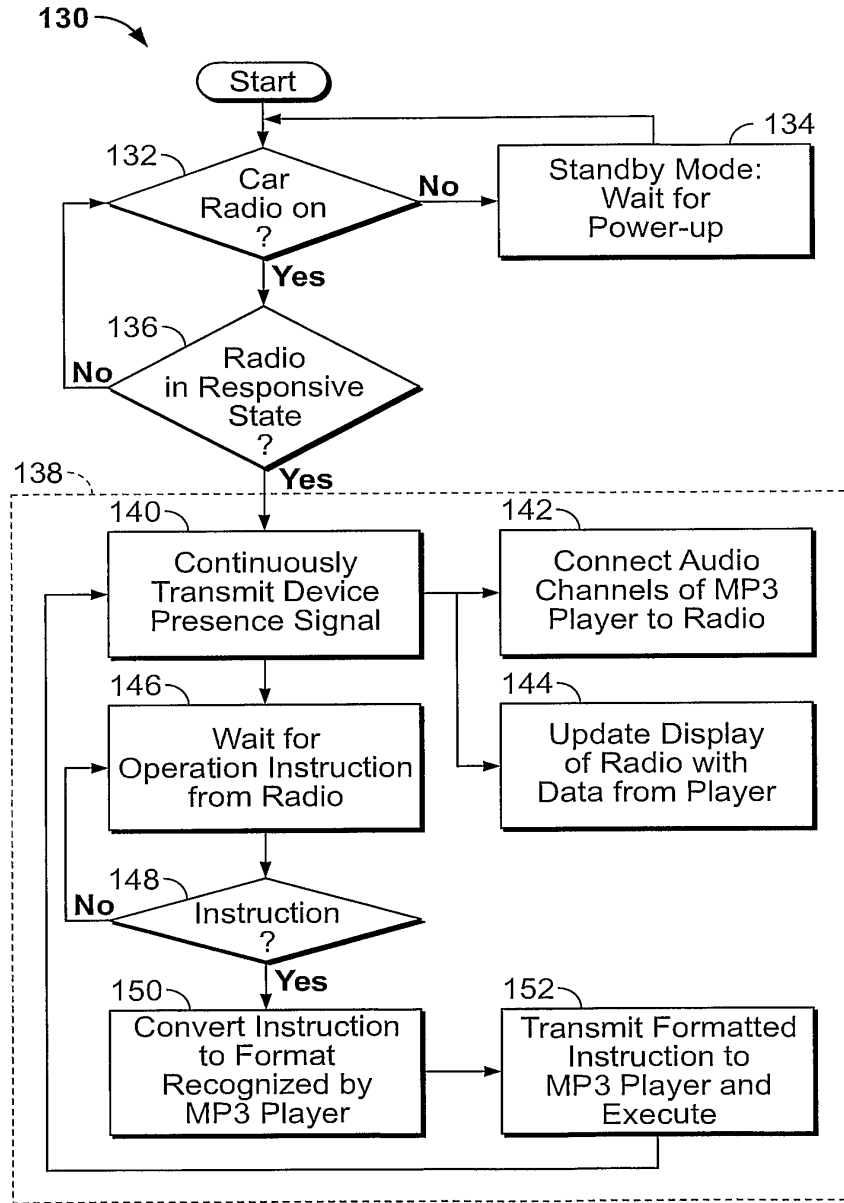 130
Start
132
Car
Radio on
?
No
134
Standby Mode:
Wait for
Power-up
Yes
136
Radio
in Responsive
State
?
No
Yes
138
140
Continuously
Transmit Device
Presence Signal
142
Connect Audio
Channels of MP3
Player to Radio
144
Update Display
of Radio with
Data from Player
146
Wait for
Operation Instruction
from Radio
148
Instruction
?
No
Yes
150
Convert Instruction
to Format
Recognized by
MP3 Player
152
Transmit Formatted
Instruction to
MP3 Player and
Execute